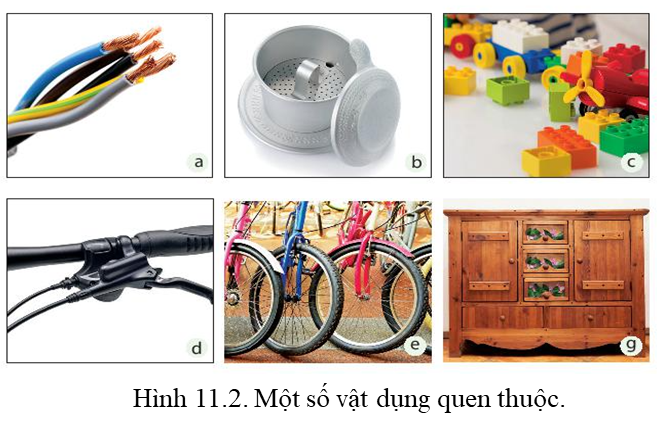 a
b
c
d
e
g
Hình 11.2. Một số vật dụng quen thuộc.